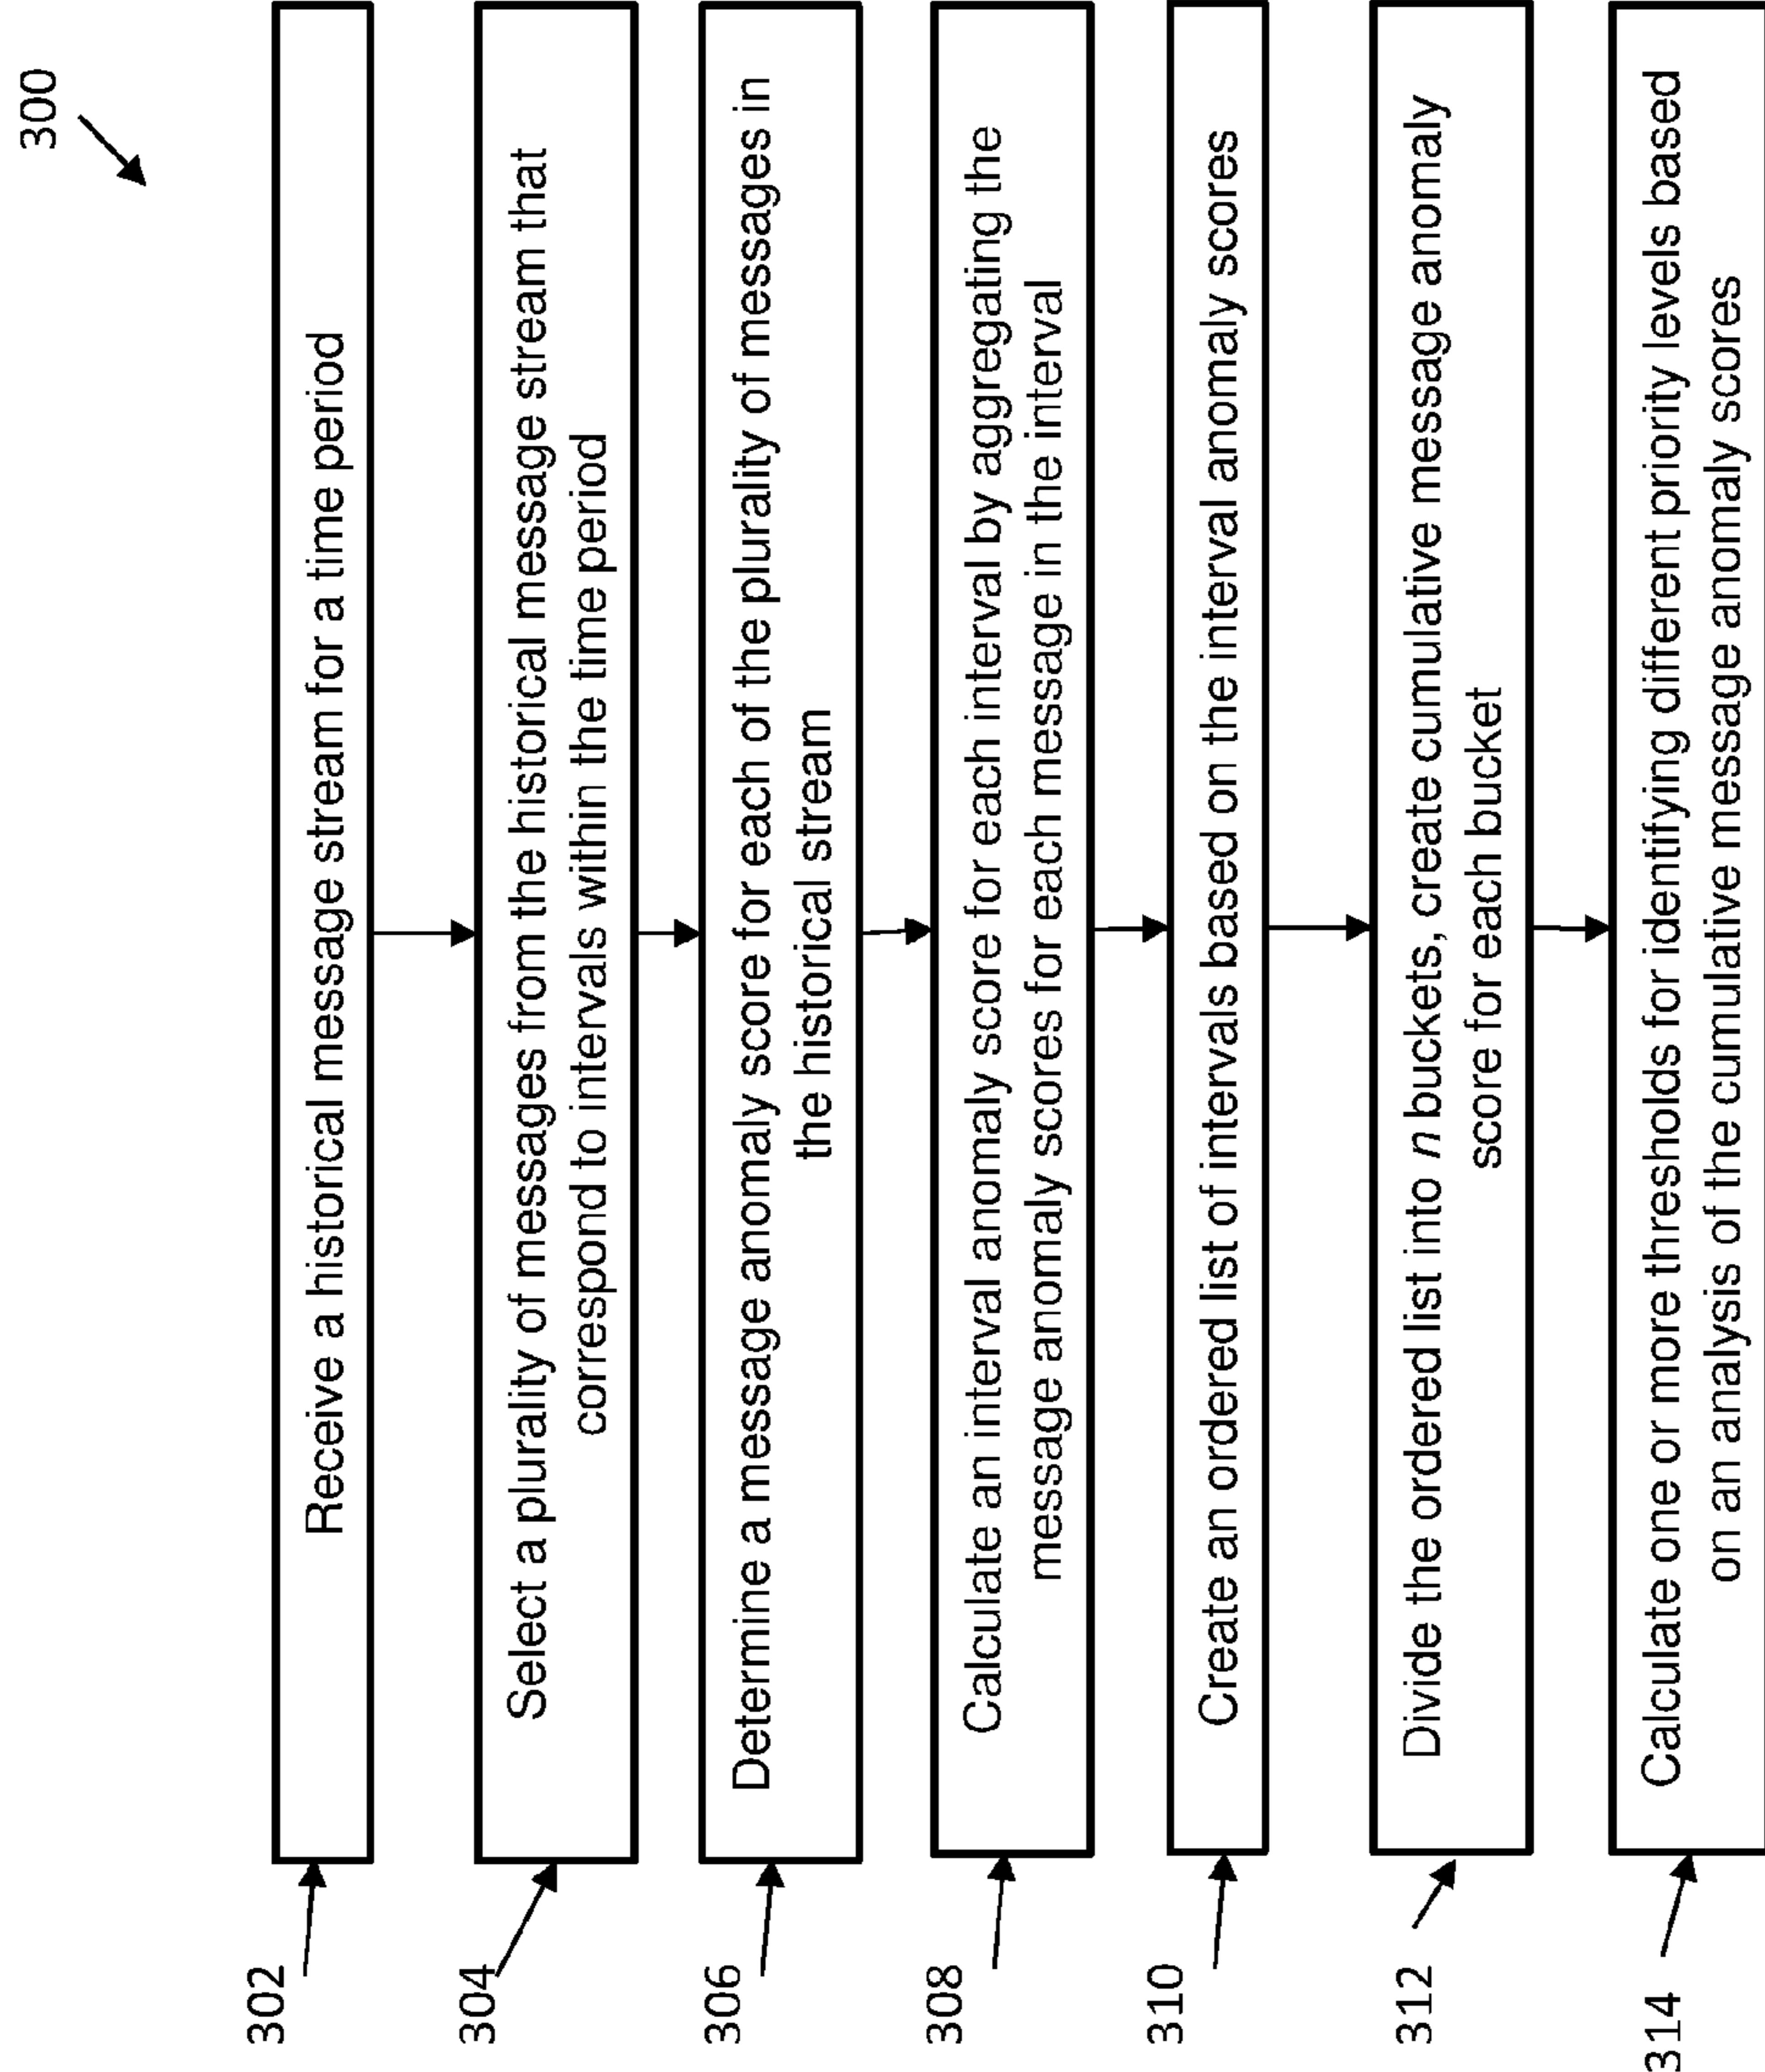 300
302
Receive a historical message stream for a time period
304
Select a plurality of messages from the historical message stream that
correspond to intervals within the time period
306
Determine a message anomaly score for each of the plurality of messages in
the historical stream
308
Calculate an interval anomaly score for each interval by aggregating the
message anomaly scores for each message in the interval
310
Create an ordered list of intervals based on the interval anomaly scores
312
Divide the ordered list into n buckets, create cumulative message anomaly
score for each bucket
314
Calculate one or more thresholds for identifying different priority levels based
on an analysis of the cumulative message anomaly scores